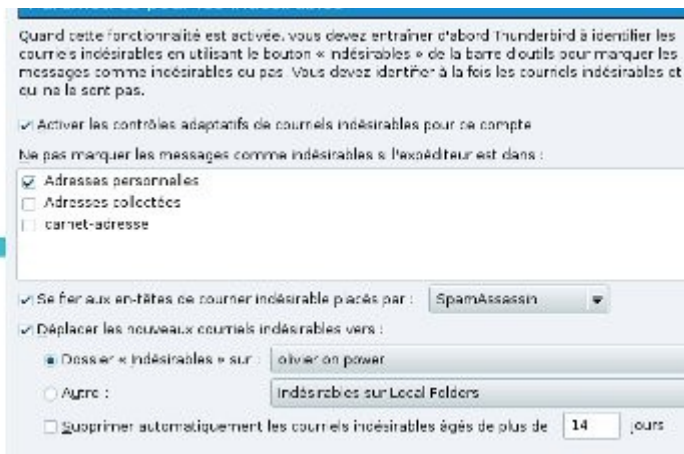 Quand cette fonctionnalité est activée, vous devez entraîner d'abord Thunderbird à identifier les
courriels indésirables en utilisant le bouton « Indésirables » de la barre d'outils pour marquer les
messages comme indésirables ou pas. Vous devez identifier à la fois les courriels indésirables et
qui ne le sont pas.
Activer les contrôles adaptatifs de courriels indésirables pour ce compte
Ne pas marquer les messages comme indésirables si l'expéditeur est dans :
Adresses personnelles
Adresses collectées
carnet-adresse
Se fier aux en-têtes de courrier indésirable placés par : SpamAssassin
Déplacer les nouveaux courriels indésirables vers :
Dossier « Indésirables » sur : olivier on power
Autre : Indésirables sur Local Folders
Supprimer automatiquement les courriels indésirables âgés de plus de 14 jours